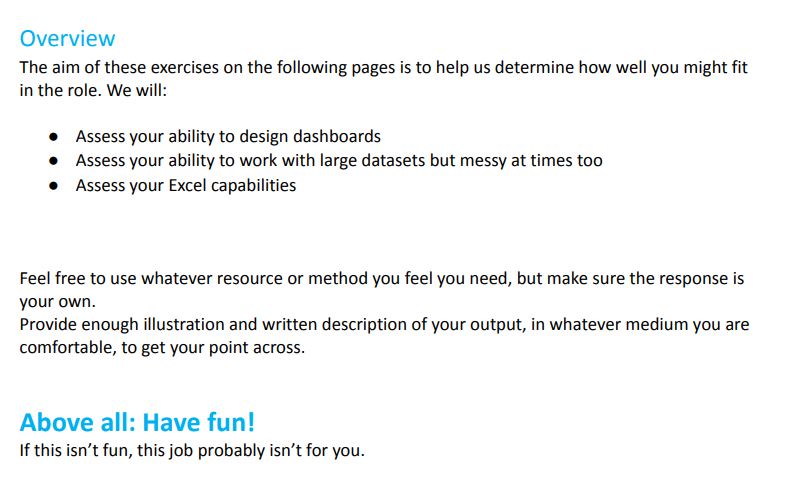 Overview
The aim of these exercises on the following pages is to help us determine how well you might fit
in the role. We will:
● Assess your ability to design dashboards
● Assess your ability to work with large datasets but messy at times too
● Assess your Excel capabilities
Feel free to use whatever resource or method you feel you need, but make sure the response is
your own.
Provide enough illustration and written description of your output, in whatever medium you are
comfortable, to get your point across.
Above all: Have fun!
If this isn’t fun, this job probably isn’t for you.